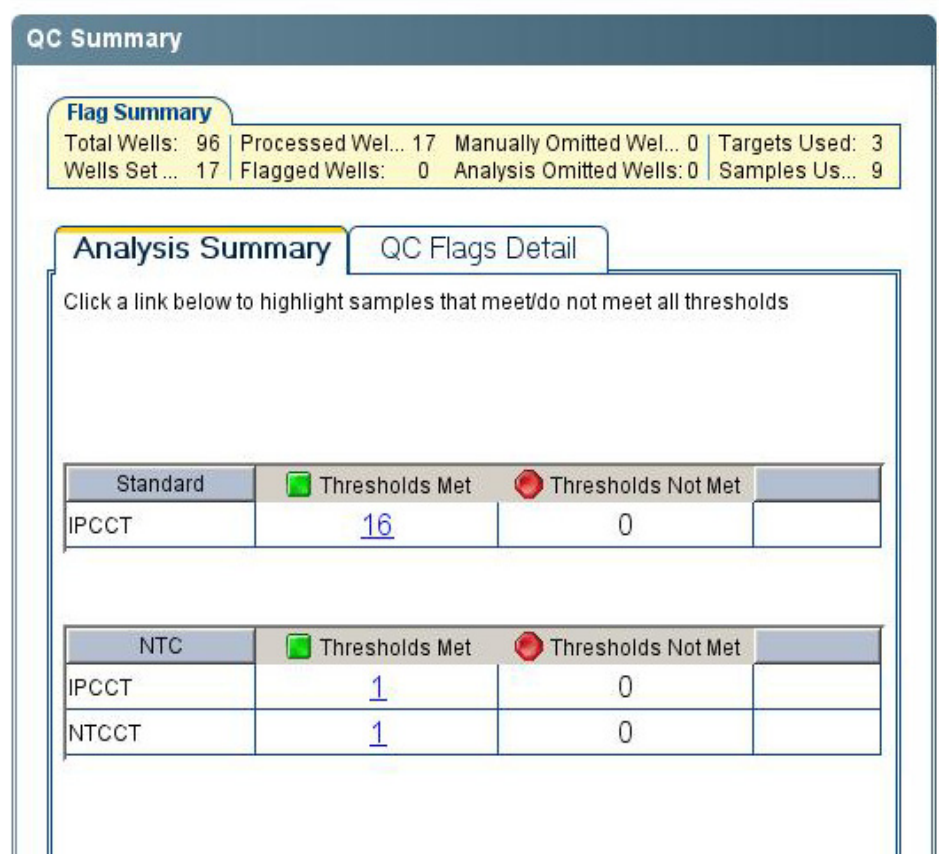 QC Summary
Flag Summary
Total Wells: 96 Processed Wel... 17 Manually Omitted Wel... 0 Targets Used: 3
Wells Set ... 17 Flagged Wells: 0 Analysis Omitted Wells: 0 Samples Us... 9
Analysis Summary QC Flags Detail
Click a link below to highlight samples that meet/do not meet all thresholds
Standard Thresholds Met Thresholds Not Met
IPCCT 16 0
NTC Thresholds Met Thresholds Not Met
IPCCT 1 0
NTCCT 1 0